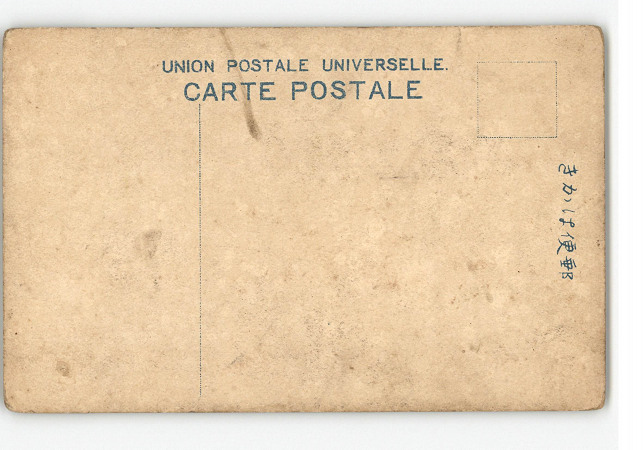 UNION POSTALE UNIVERSELLE.
CARTE POSTALE
きかは便郵